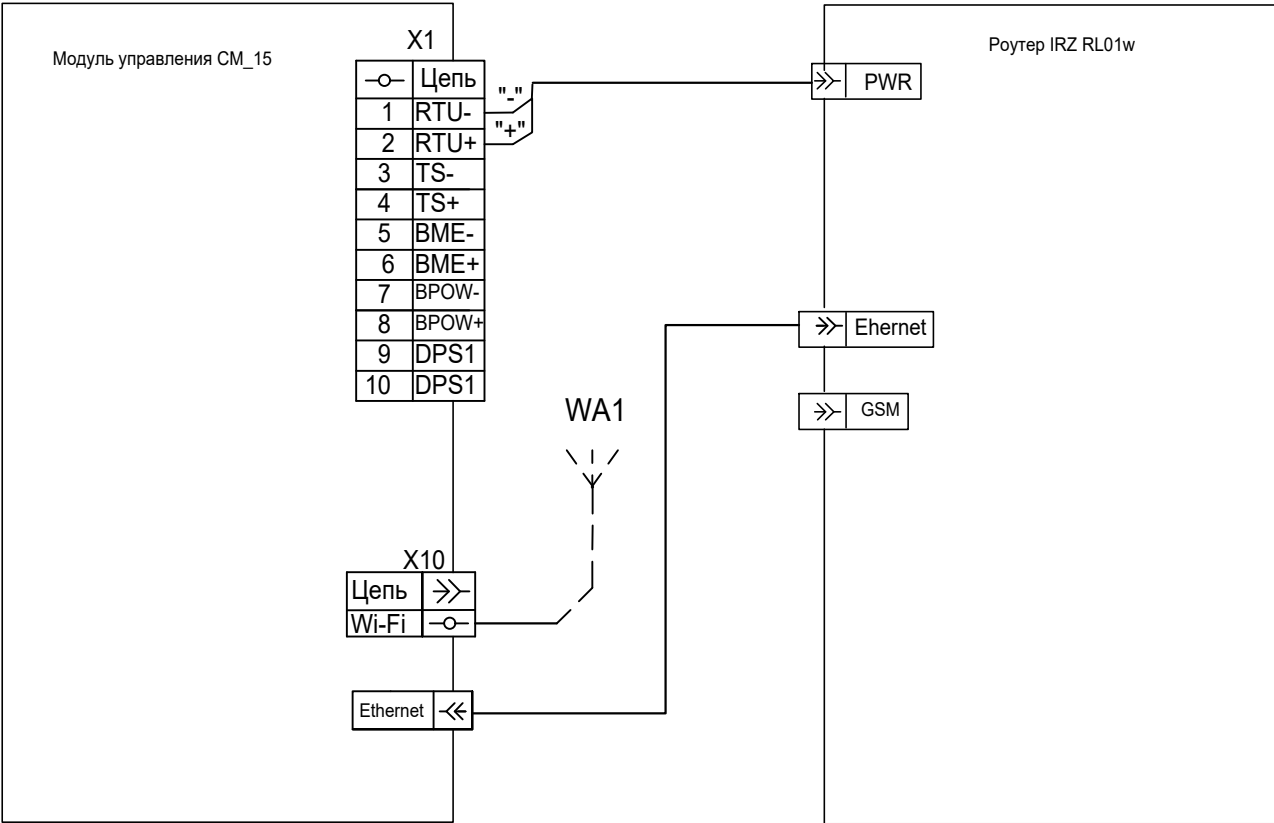 Модуль управления СМ_15
X1
Цепь
1 RTU-
2 RTU+
3 TS-
4 TS+
5 BME-
6 BME+
7 BPOW-
8 BPOW+
9 DPS1
10 DPS1
"-"
"+"
WA1
X10
Цепь
Wi-Fi
Ethernet
Роутер IRZ RL01w
PWR
Ehernet
GSM